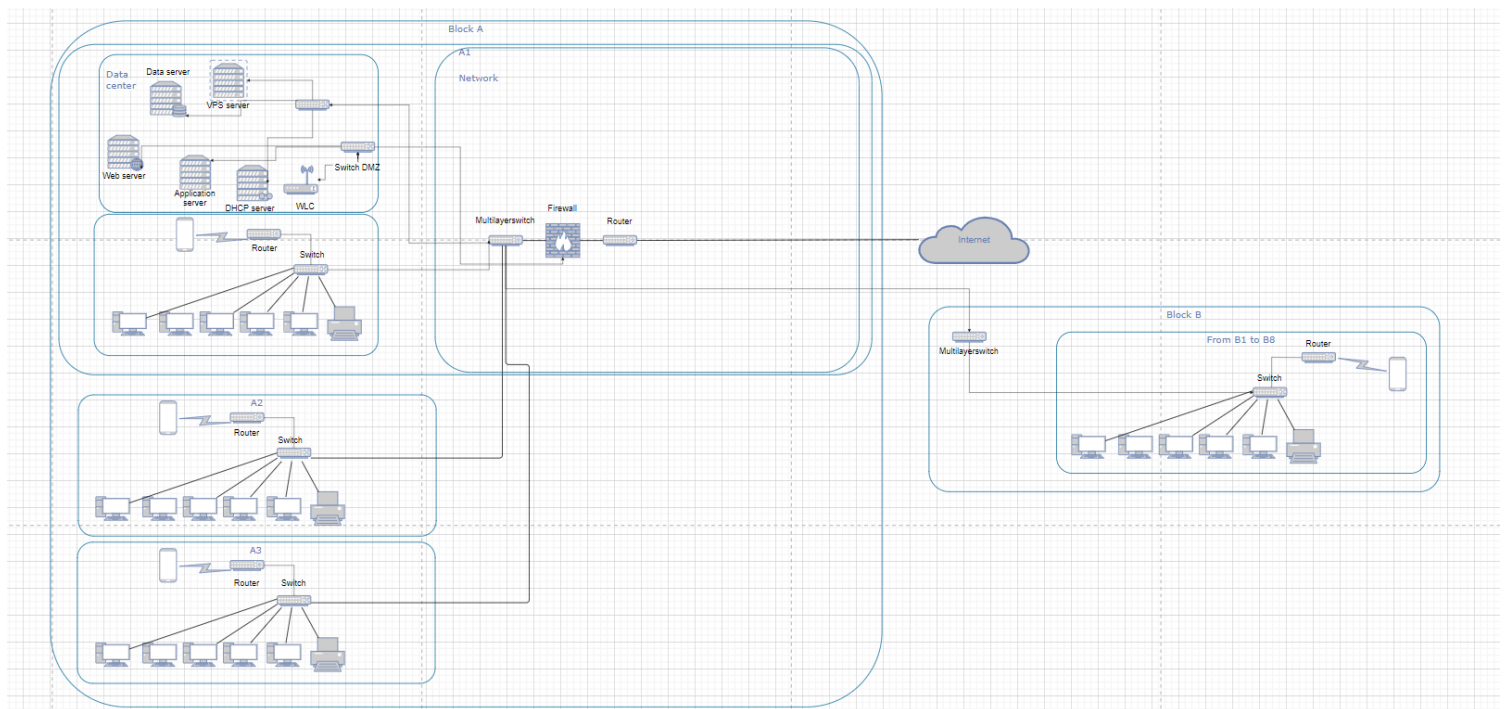 Block A
A1
Network
Data
center
Data server
VPS server
Web server
Switch DMZ
Application
server
DHCP server
WLC
Router
Switch
Multilayerswitch
Firewall
Router
Internet
Block B
Multilayerswitch
From B1 to B8
Router
Switch
A2
Router
Switch
A3
Router
Switch